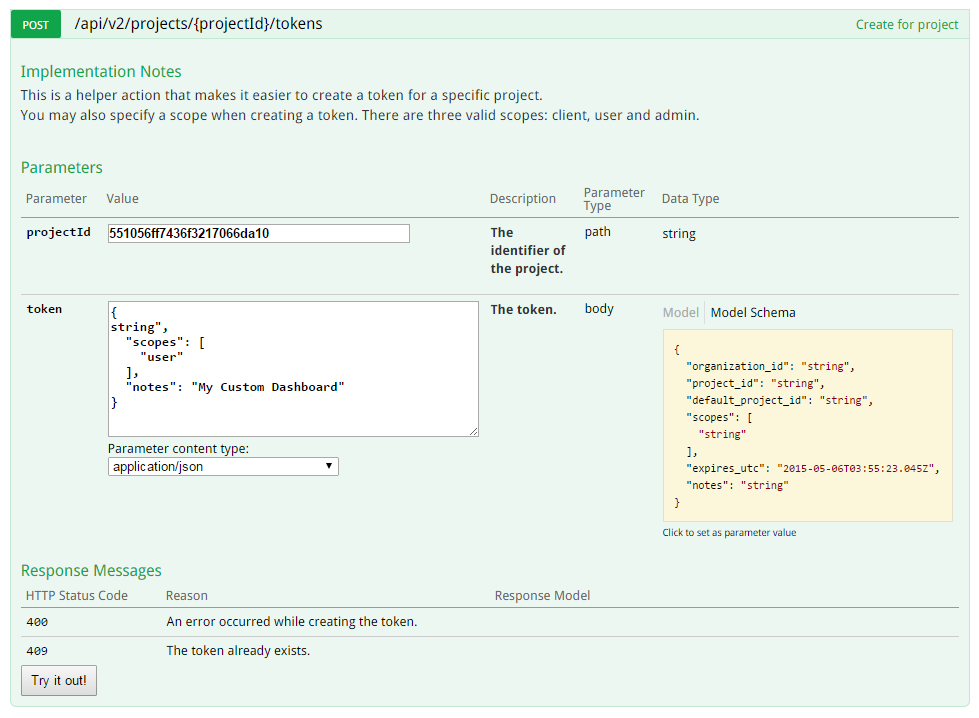 POST /api/v2/projects/{projectId}/tokens Create for project
Implementation Notes
This is a helper action that makes it easier to create a token for a specific project.
You may also specify a scope when creating a token. There are three valid scopes: client, user and admin.
Parameters
Parameter Value Description Parameter Type Data Type
projectId 551056ff7436f3217066da10 The identifier of the project. path string
token
{
string",
  "scopes": [
    "user"
  ],
  "notes": "My Custom Dashboard"
}
Parameter content type:
application/json
The token. body
Model Model Schema
{
  "organization_id": "string",
  "project_id": "string",
  "default_project_id": "string",
  "scopes": [
    "string"
  ],
  "expires_utc": "2015-05-06T03:55:23.045Z",
  "notes": "string"
}
Click to set as parameter value
Response Messages
HTTP Status Code Reason Response Model
400 An error occurred while creating the token.
409 The token already exists.
Try it out!